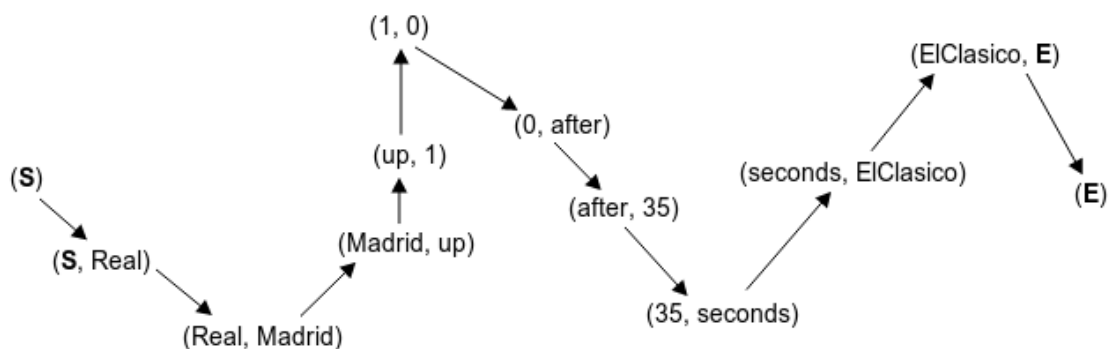 (S)
(S, Real)
(Real, Madrid)
(Madrid, up)
(up, 1)
(1, 0)
(0, after)
(after, 35)
(35, seconds)
(seconds, ElClasico)
(ElClasico, E)
(E)